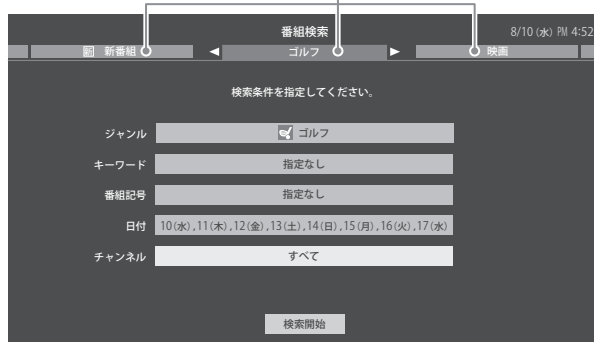 番組検索
8/10(水) PM 4:52
新 新番組
◀ ゴルフ ▶
映画
検索条件を指定してください。
ジャンル ゴルフ
キーワード 指定なし
番組記号 指定なし
日付 10(水),11(木),12(金),13(土),14(日),15(月),16(火),17(水)
チャンネル すべて
検索開始